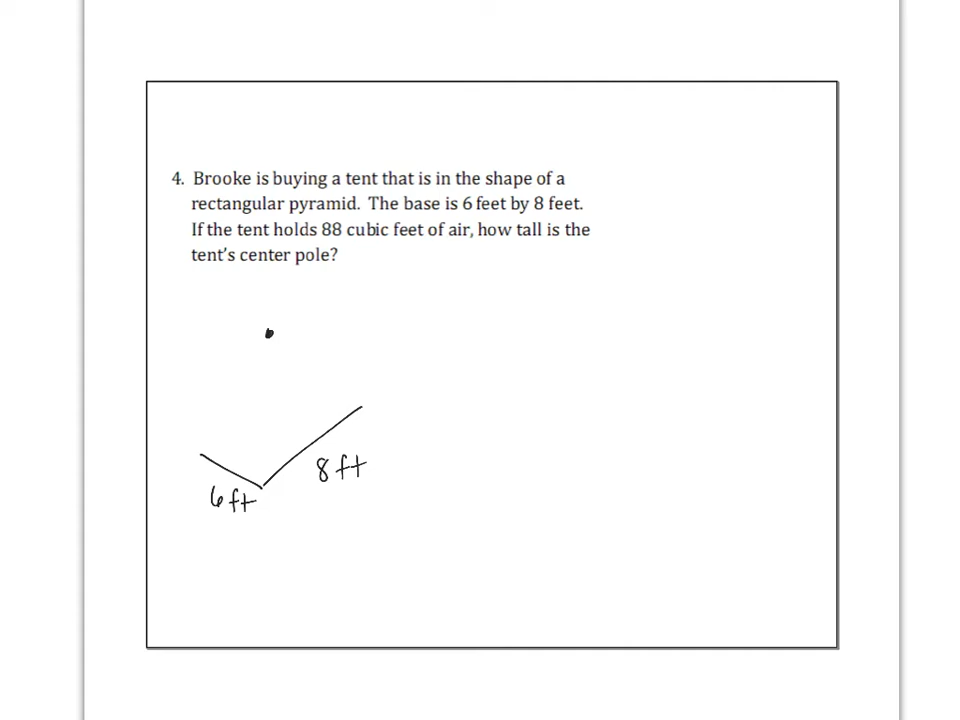 4. Brooke is buying a tent that is in the shape of a
rectangular pyramid. The base is 6 feet by 8 feet.
If the tent holds 88 cubic feet of air, how tall is the
tent's center pole?
8 ft
6 ft